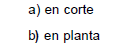 a) en corte
b) en planta